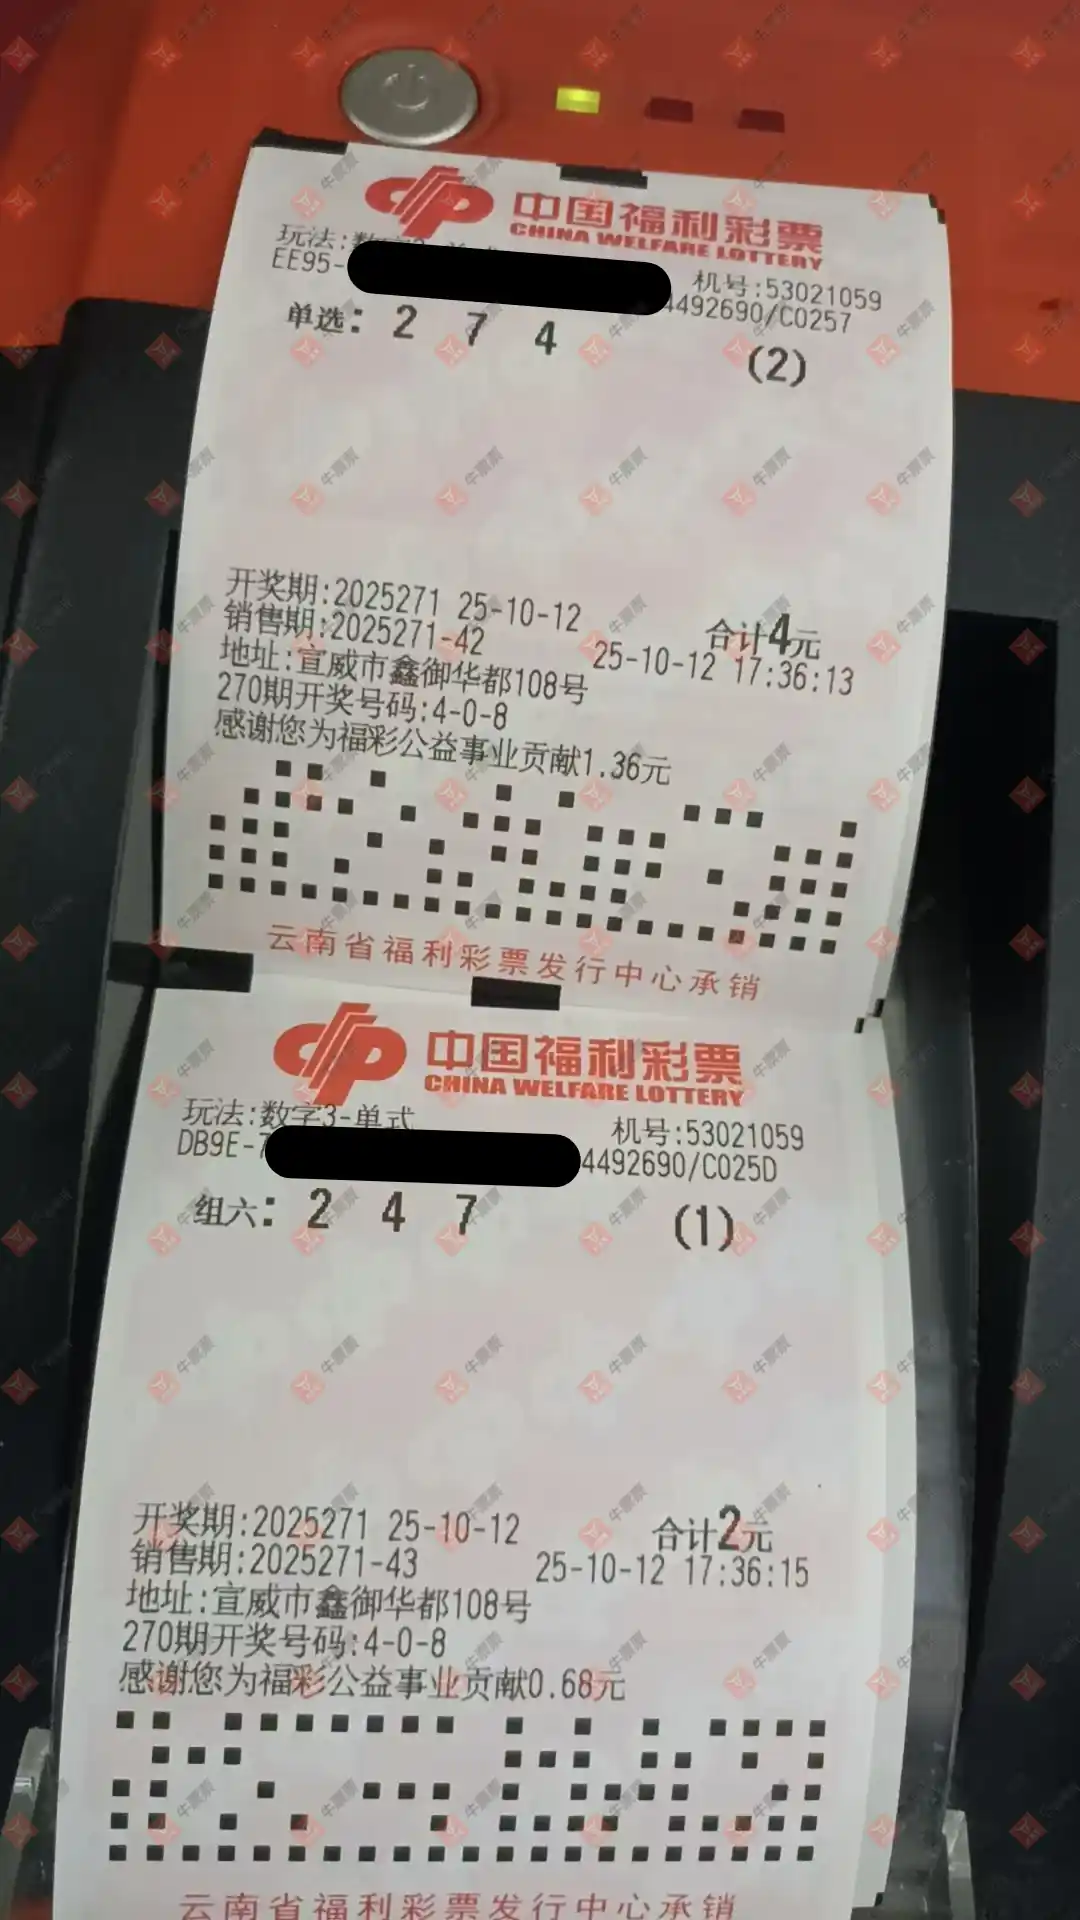 中国福利彩票
CHINA WELFARE LOTTERY
玩法:数字3-单式
机号:53021059
EE95-
4492690/C0257
单选: 2 7 4 (2)
开奖期:2025271 25-10-12 合计4元
销售期:2025271-42 25-10-12 17:36:13
地址:宣威市鑫御华都108号
270期开奖号码:4-0-8
感谢您为福彩公益事业贡献1.36元
云南省福利彩票发行中心承销
中国福利彩票
CHINA WELFARE LOTTERY
玩法:数字3-单式 机号:53021059
DB9E-7
4492690/C025D
组六: 2 4 7 (1)
开奖期:2025271 25-10-12 合计2元
销售期:2025271-43 25-10-12 17:36:15
地址:宣威市鑫御华都108号
270期开奖号码:4-0-8
感谢您为福彩公益事业贡献0.68元
云南省福利彩票发行中心承销
牛票票